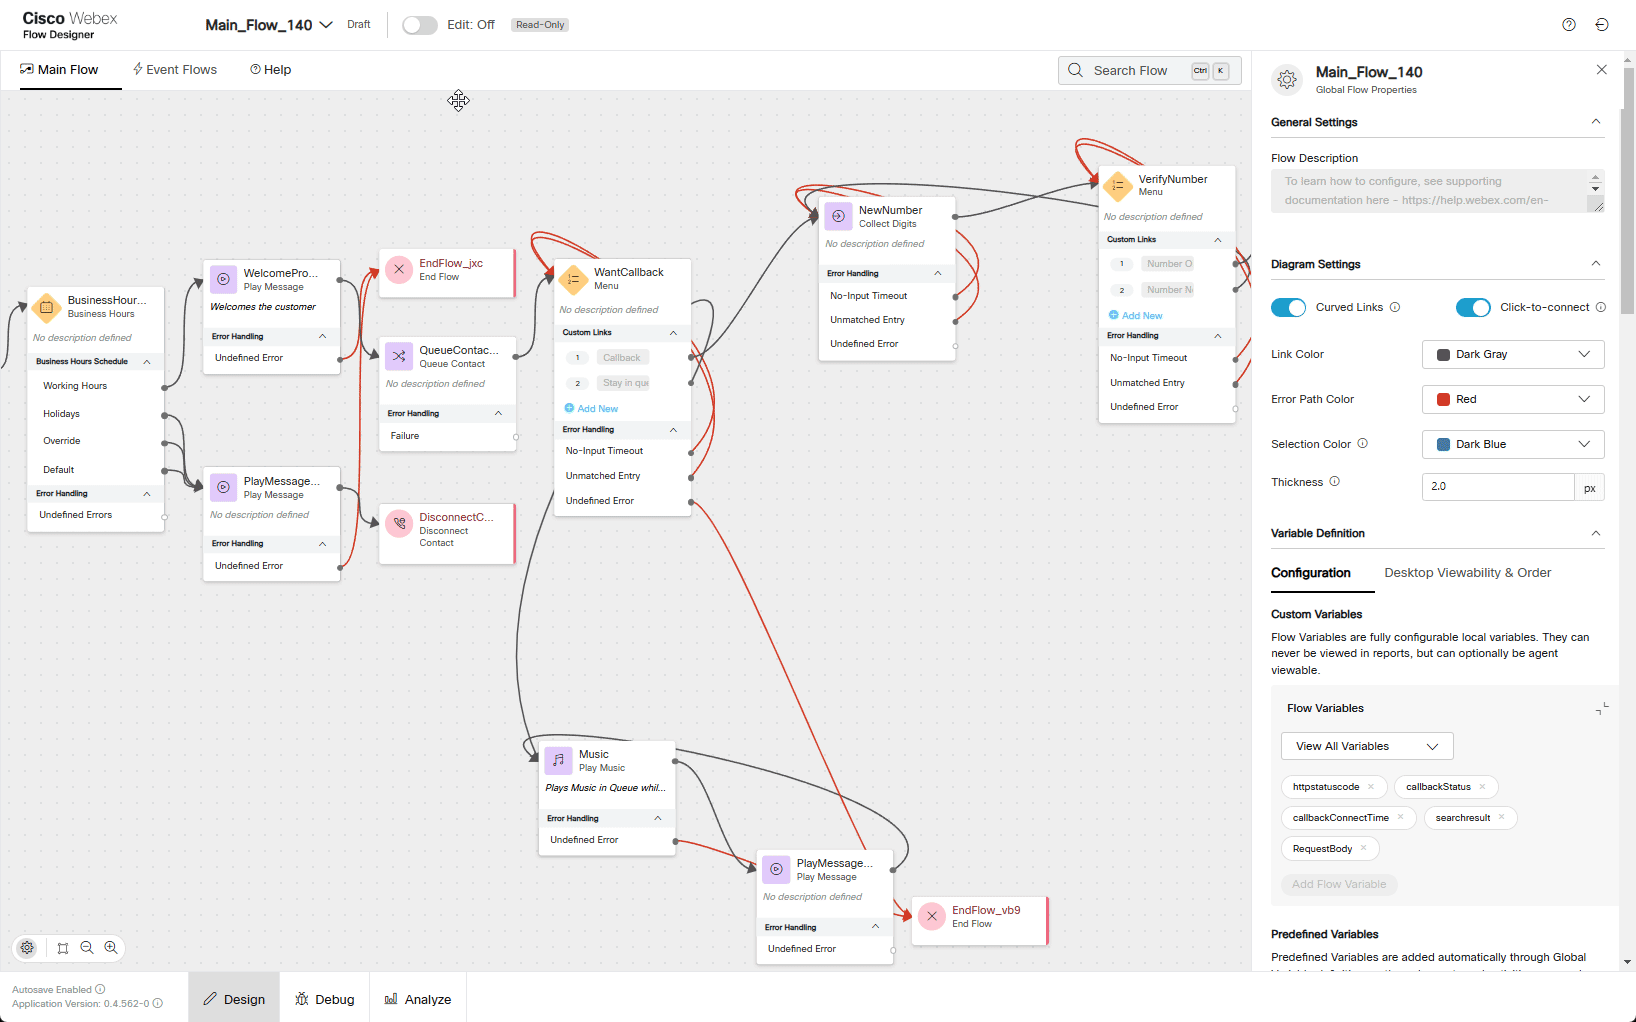 Cisco Webex
Flow Designer
Main_Flow_140
Draft
Edit: Off
Read-Only
Main Flow
Event Flows
Help
Search Flow
Ctrl
K
BusinessHour...
Business Hours
No description defined
Business Hours Schedule
Working Hours
Holidays
Override
Default
Error Handling
Undefined Errors
WelcomePro...
Play Message
Welcomes the customer
Error Handling
Undefined Error
PlayMessage...
Play Message
No description defined
Error Handling
Undefined Error
EndFlow_jxc
End Flow
QueueContac...
Queue Contact
No description defined
Error Handling
Failure
DisconnectC...
Disconnect
Contact
WantCallback
Menu
No description defined
Custom Links
1
Callback
2
Stay in qu
Add New
Error Handling
No-Input Timeout
Unmatched Entry
Undefined Error
NewNumber
Collect Digits
No description defined
Error Handling
No-Input Timeout
Unmatched Entry
Undefined Error
VerifyNumber
Menu
No description defined
Custom Links
1
Number O
2
Number N
Add New
Error Handling
No-Input Timeout
Unmatched Entry
Undefined Error
Music
Play Music
Plays Music in Queue whil...
Error Handling
Undefined Error
PlayMessage...
Play Message
No description defined
Error Handling
Undefined Error
EndFlow_vb9
End Flow
Main_Flow_140
Global Flow Properties
General Settings
Flow Description
To learn how to configure, see supporting
documentation here - https://help.webex.com/en-
Diagram Settings
Curved Links
Click-to-connect
Link Color
Dark Gray
Error Path Color
Red
Selection Color
Dark Blue
Thickness
2.0
px
Variable Definition
Configuration
Desktop Viewability & Order
Custom Variables
Flow Variables are fully configurable local variables. They can
never be viewed in reports, but can optionally be agent
viewable.
Flow Variables
View All Variables
httpstatuscode
callbackStatus
callbackConnectTime
searchresult
RequestBody
Add Flow Variable
Predefined Variables
Predefined Variables are added automatically through Global
Autosave Enabled
Application Version: 0.4.562-0
Design
Debug
Analyze